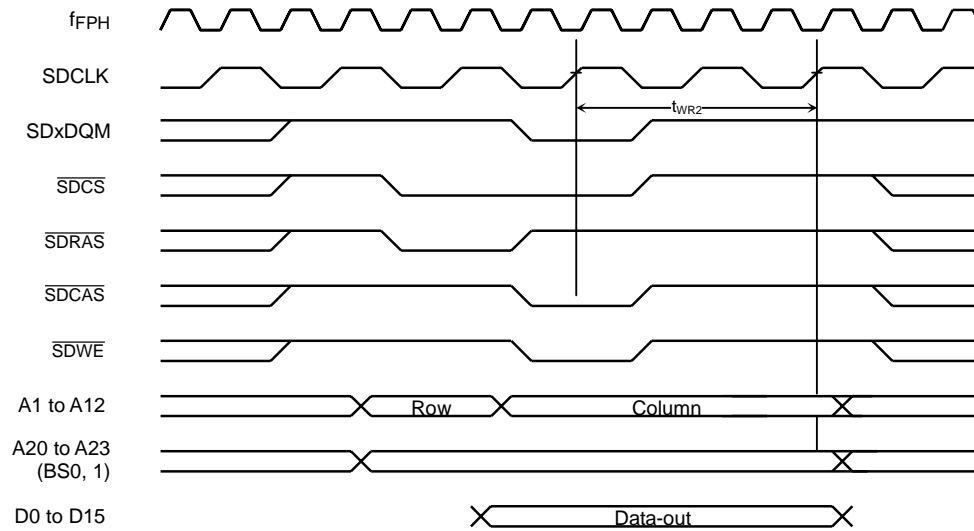 fFPH
SDCLK
tWR2
SDxDQM
SDCS
SDRAS
SDCAS
SDWE
A1 to A12
Row
Column
A20 to A23
(BS0, 1)
D0 to D15
Data-out